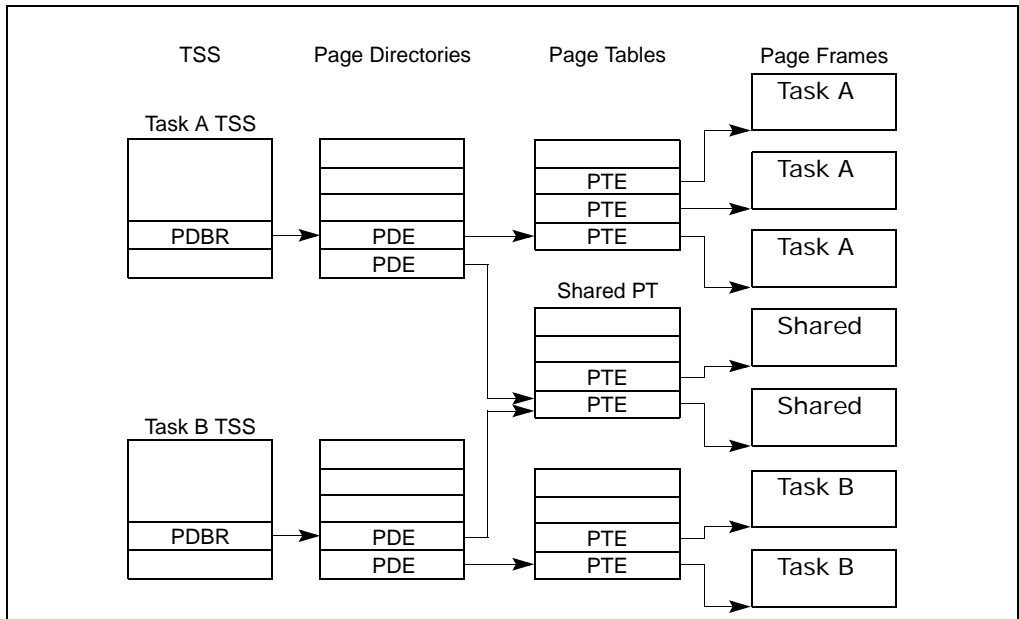 TSS Page Directories Page Tables Page Frames
Task A
Task A TSS
Task A
PTE
PTE
PDBR PDE PTE
Task A
PDE
Shared PT
Shared
PTE
PTE
Shared
Task B TSS
Task B
PDBR PDE PTE
PDE PTE
Task B